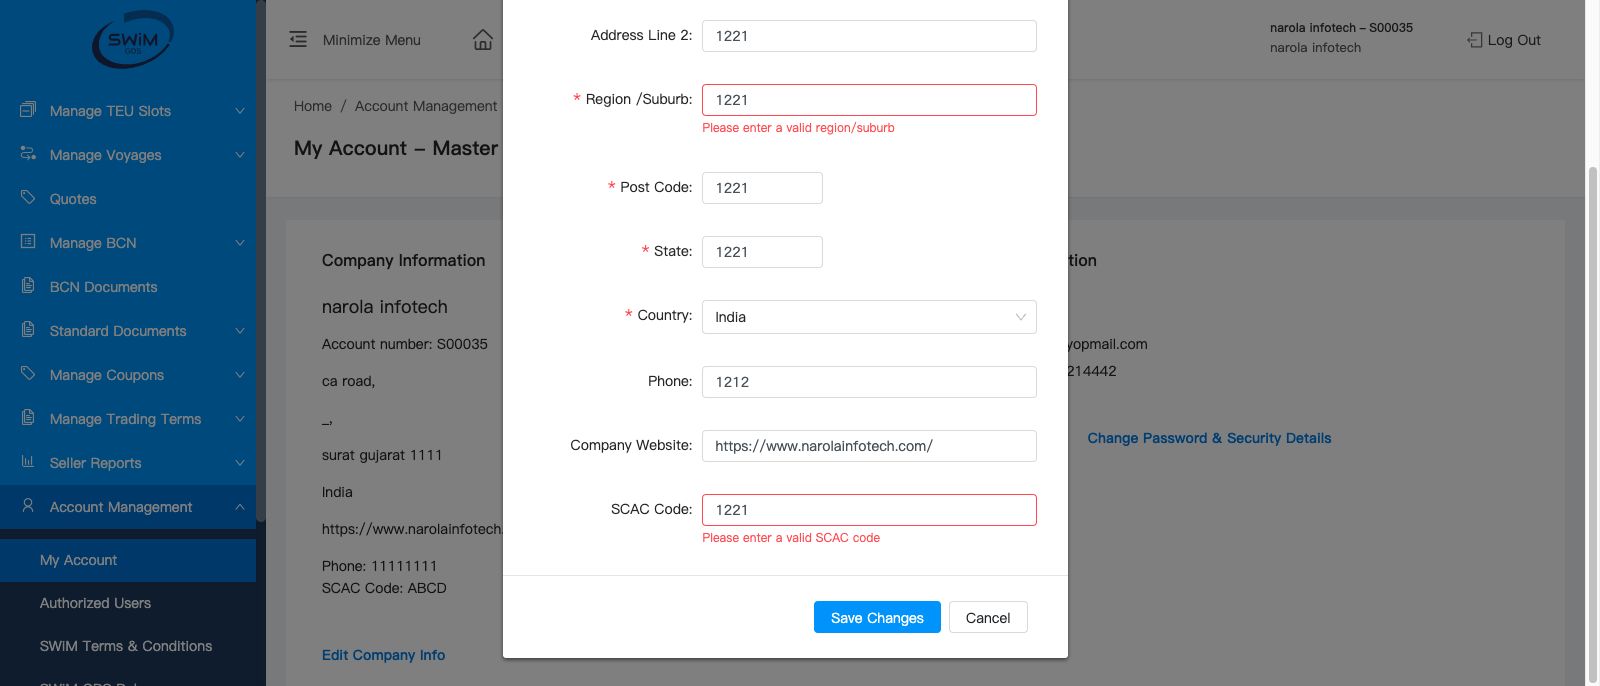 SWiM
GDS
Manage TEU Slots
Manage Voyages
Quotes
Manage BCN
BCN Documents
Standard Documents
Manage Coupons
Manage Trading Terms
Seller Reports
Account Management
My Account
Authorized Users
SWiM Terms & Conditions
Minimize Menu
narola infotech – S00035
narola infotech
Log Out
Home / Account Management
My Account – Master
Company Information
narola infotech
Account number: S00035
ca road,
_,
surat gujarat 1111
India
https://www.narolainfotech.
Phone: 11111111
SCAC Code: ABCD
Edit Company Info
Address Line 2: 1221
* Region /Suburb: 1221
Please enter a valid region/suburb
* Post Code: 1221
* State: 1221
* Country: India
Phone: 1212
Company Website: https://www.narolainfotech.com/
SCAC Code: 1221
Please enter a valid SCAC code
Save Changes Cancel
tion
yopmail.com
214442
Change Password & Security Details